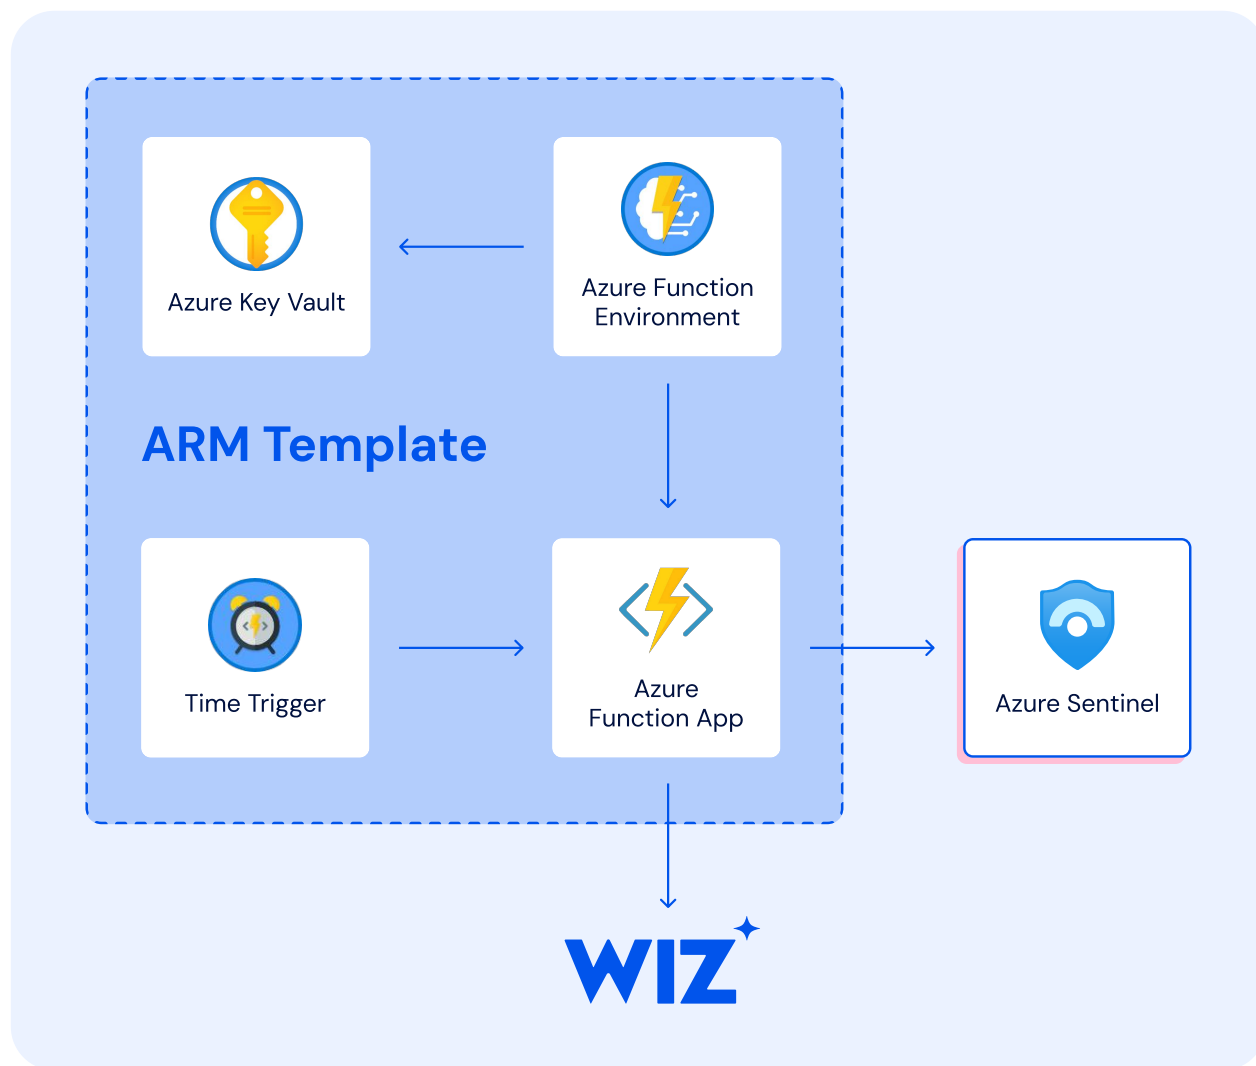 Azure Key Vault
Azure Function
Environment
ARM Template
Time Trigger
Azure
Function App
Azure Sentinel
WIZ